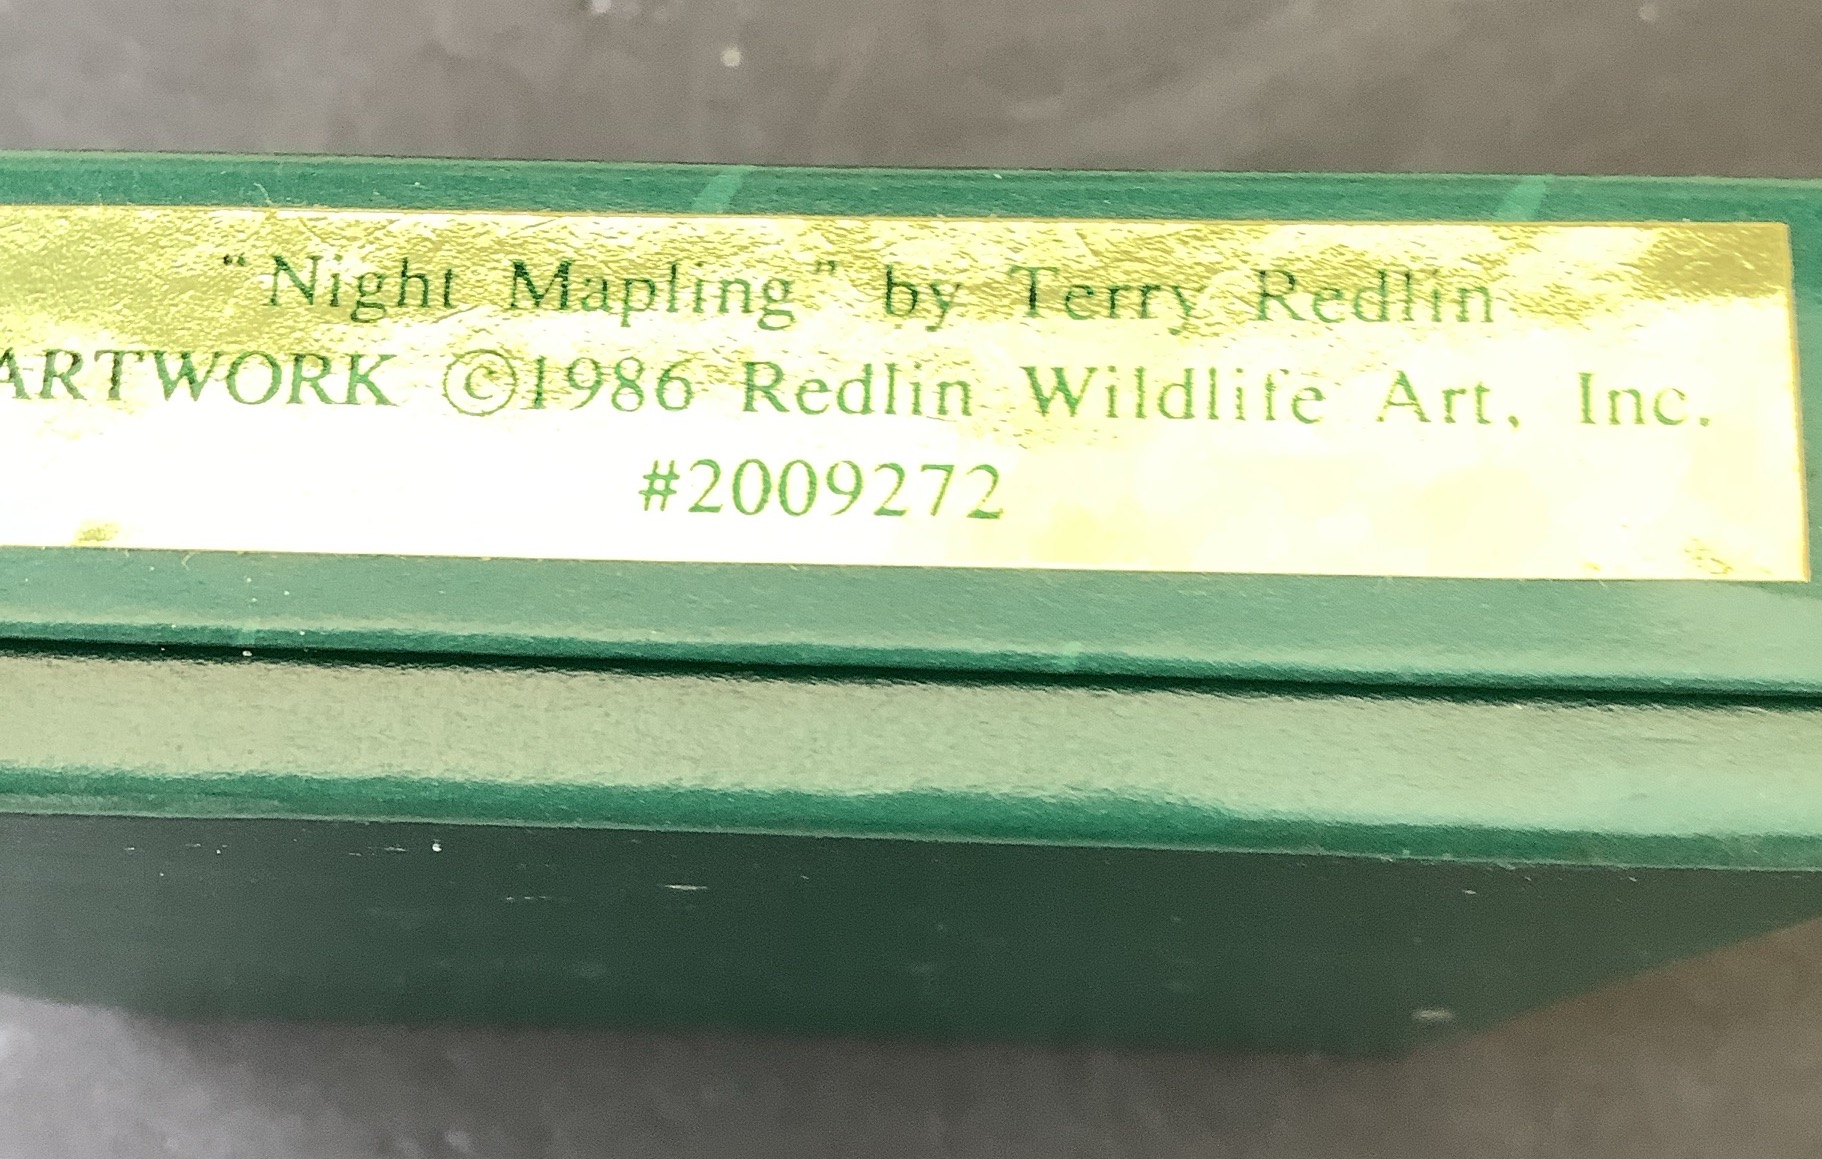 “Night Mapling” by Terry Redlin
ARTWORK ©1986 Redlin Wildlife Art, Inc.
#2009272